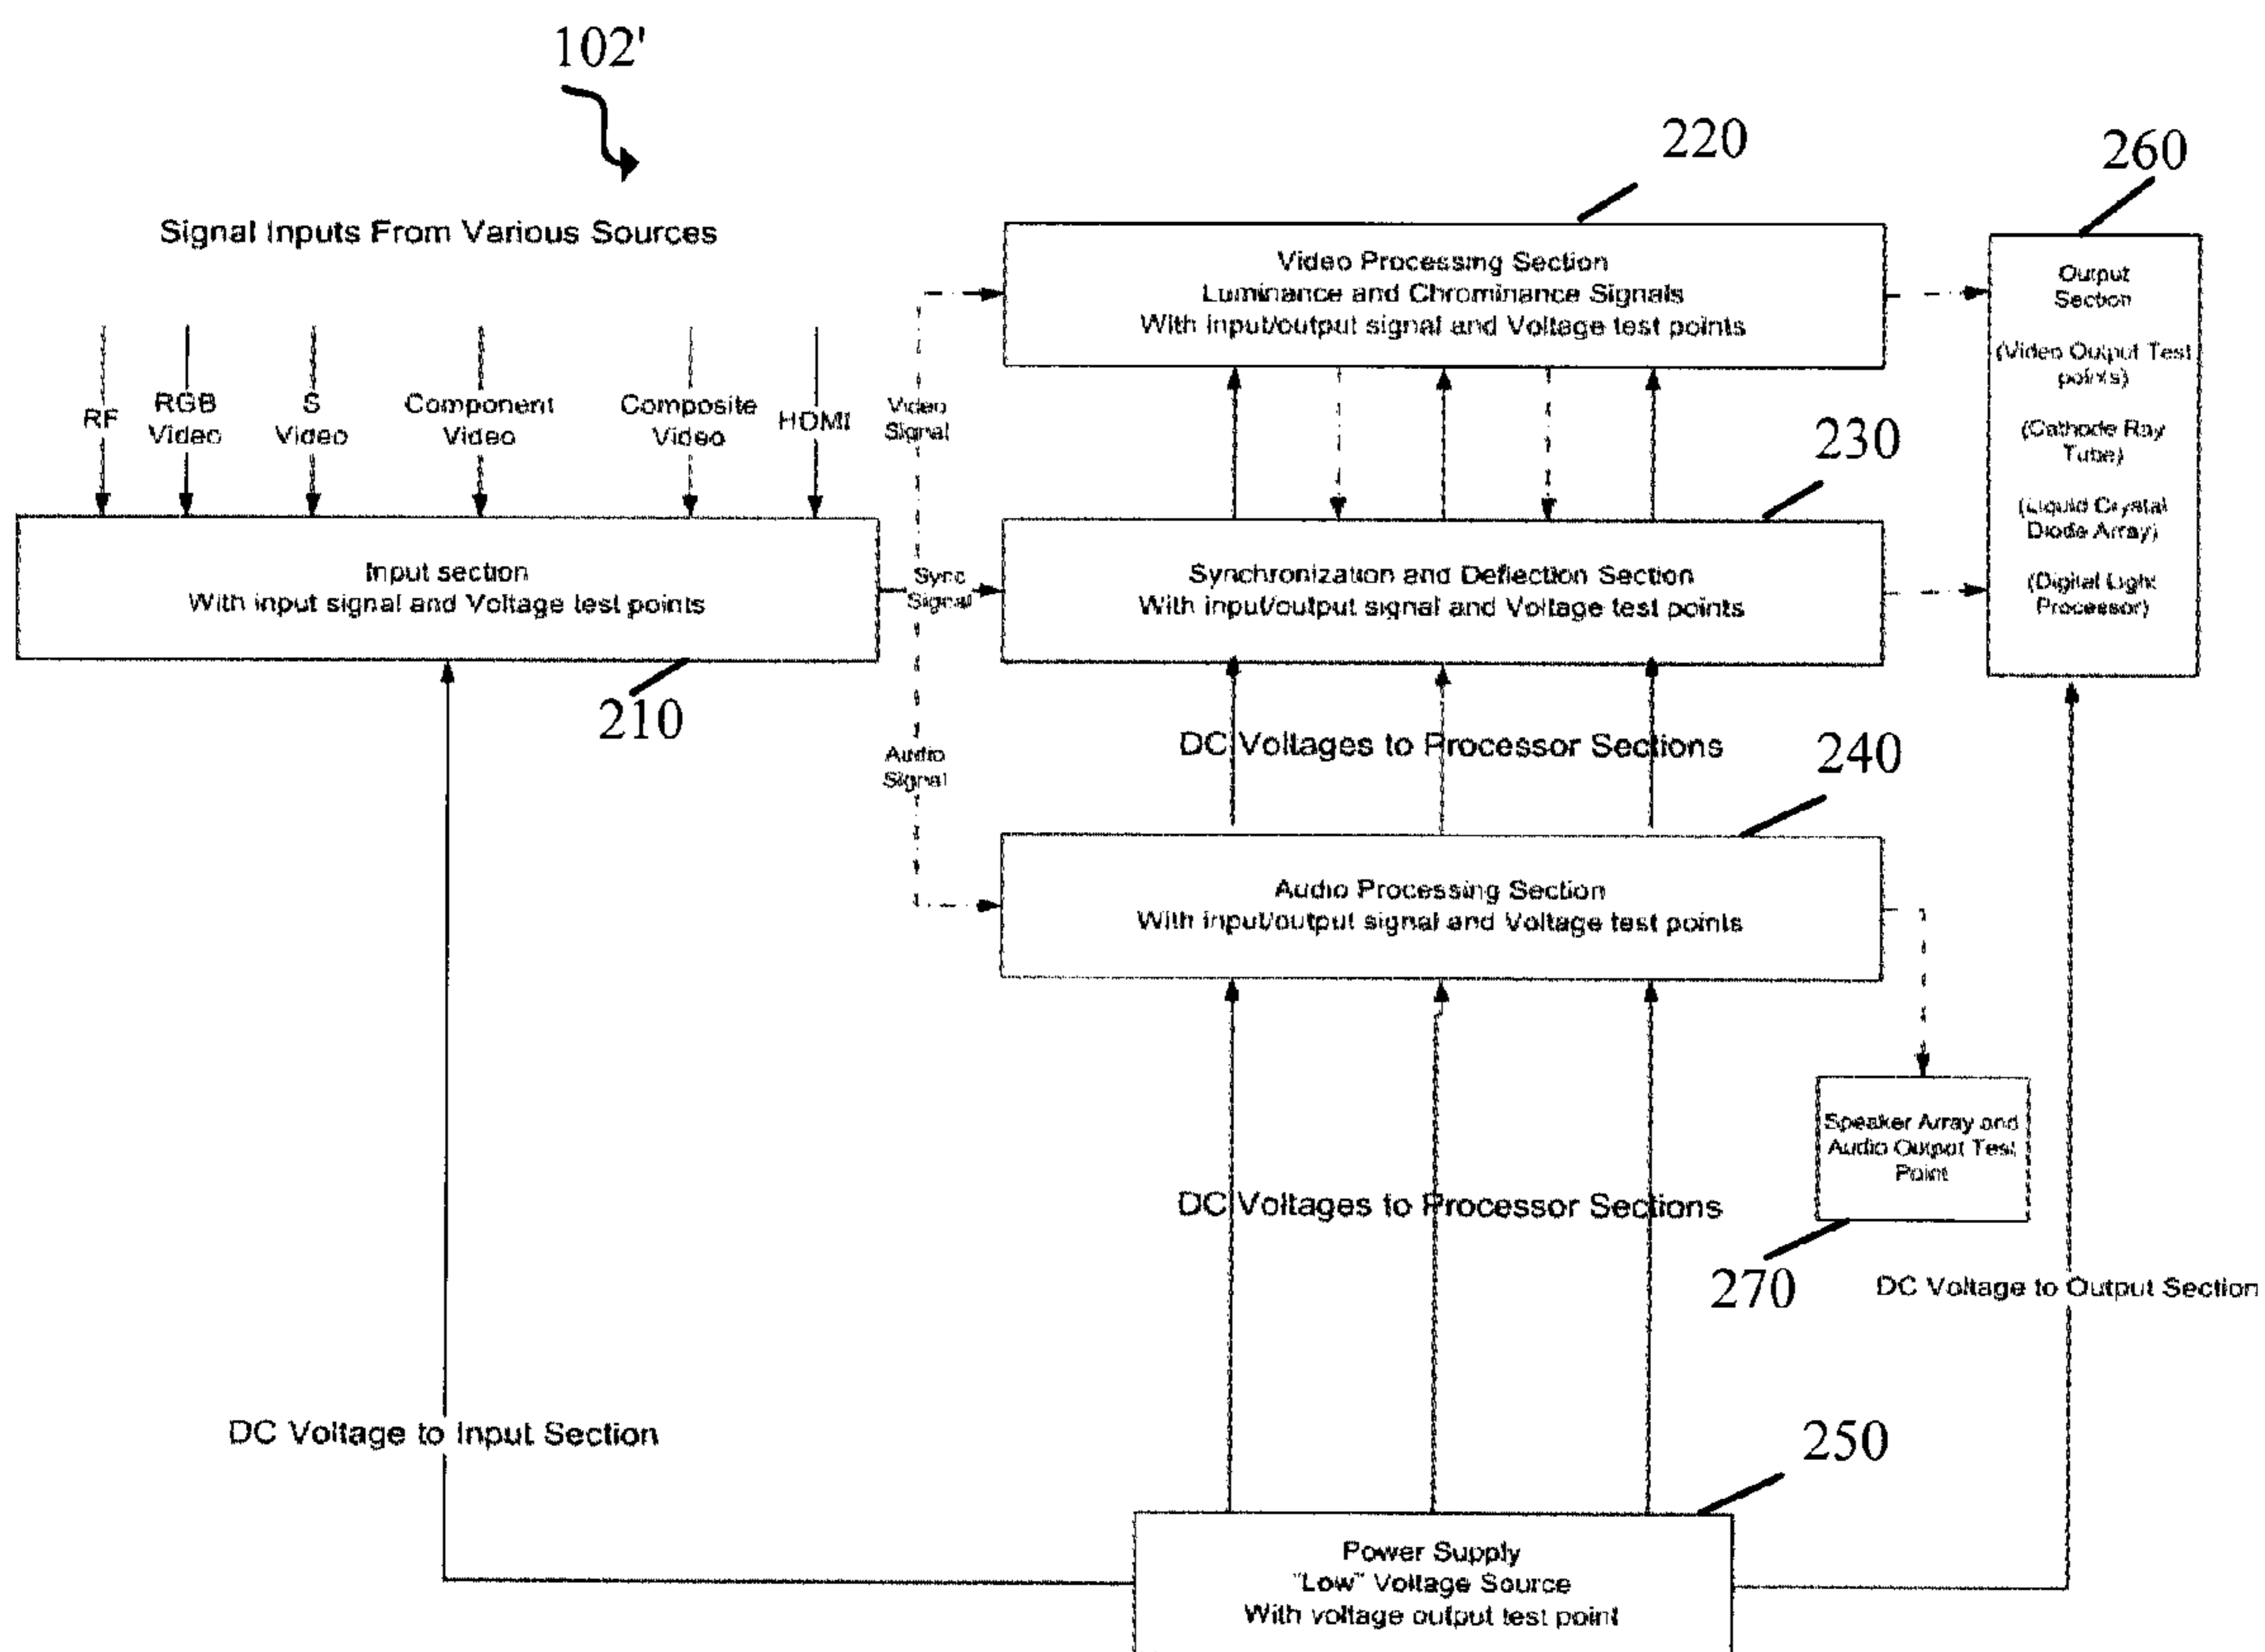 102'
Signal Inputs From Various Sources
RF
RGB
Video
S
Video
Component
Video
Composite
Video
HDMI
Input section
With input signal and Voltage test points
210
Video
Signal
Sync
Signal
Audio
Signal
220
Video Processing Section
Luminance and Chrominance Signals
With input/output signal and Voltage test points
230
Synchronization and Deflection Section
With input/output signal and Voltage test points
DC Voltages to Processor Sections
240
Audio Processing Section
With input/output signal and Voltage test points
DC Voltages to Processor Sections
260
Output
Section
(Video Output Test
points)
(Cathode Ray
Tube)
(Liquid Crystal
Diode Array)
(Digital Light
Processor)
Speaker Array and
Audio Output Test
Point
270
DC Voltage to Output Section
DC Voltage to Input Section
250
Power Supply
"Low" Voltage Source
With voltage output test point